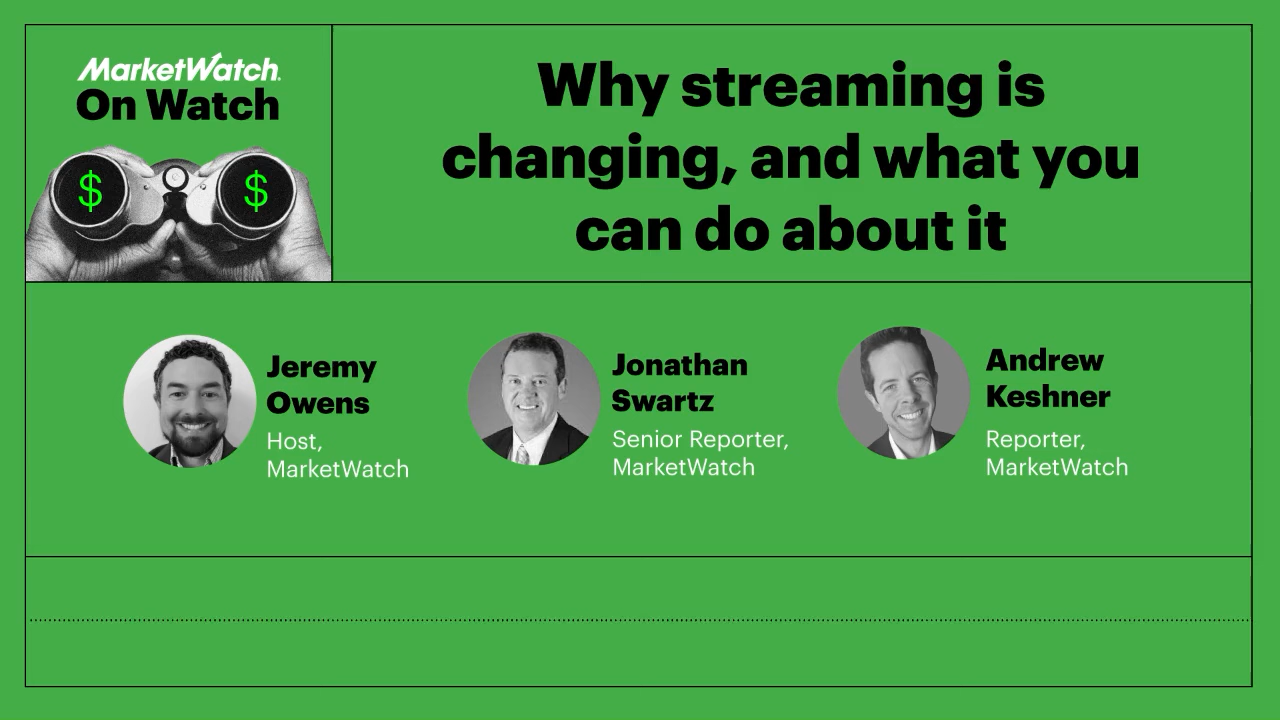 MarketWatch.
On Watch
$ $
Why streaming is
changing, and what you
can do about it
Jeremy
Owens
Host,
MarketWatch
Jonathan
Swartz
Senior Reporter,
MarketWatch
Andrew
Keshner
Reporter,
MarketWatch